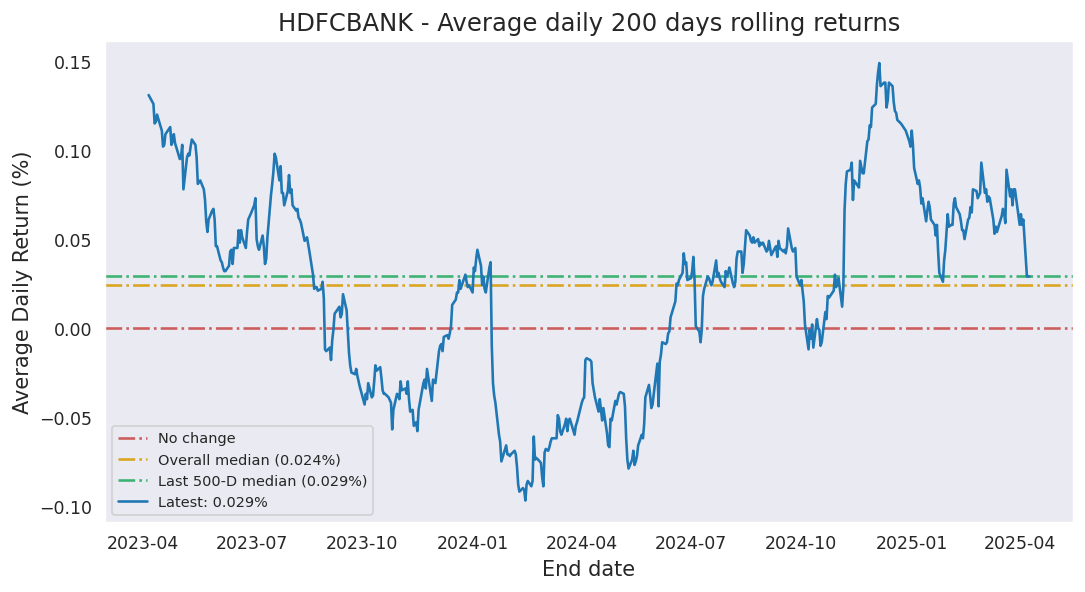 HDFCBANK - Average daily 200 days rolling returns
Average Daily Return (%)
0.15
0.10
0.05
0.00
−0.05
−0.10
No change
Overall median (0.024%)
Last 500-D median (0.029%)
Latest: 0.029%
2023-04 2023-07 2023-10 2024-01 2024-04 2024-07 2024-10 2025-01 2025-04
End date